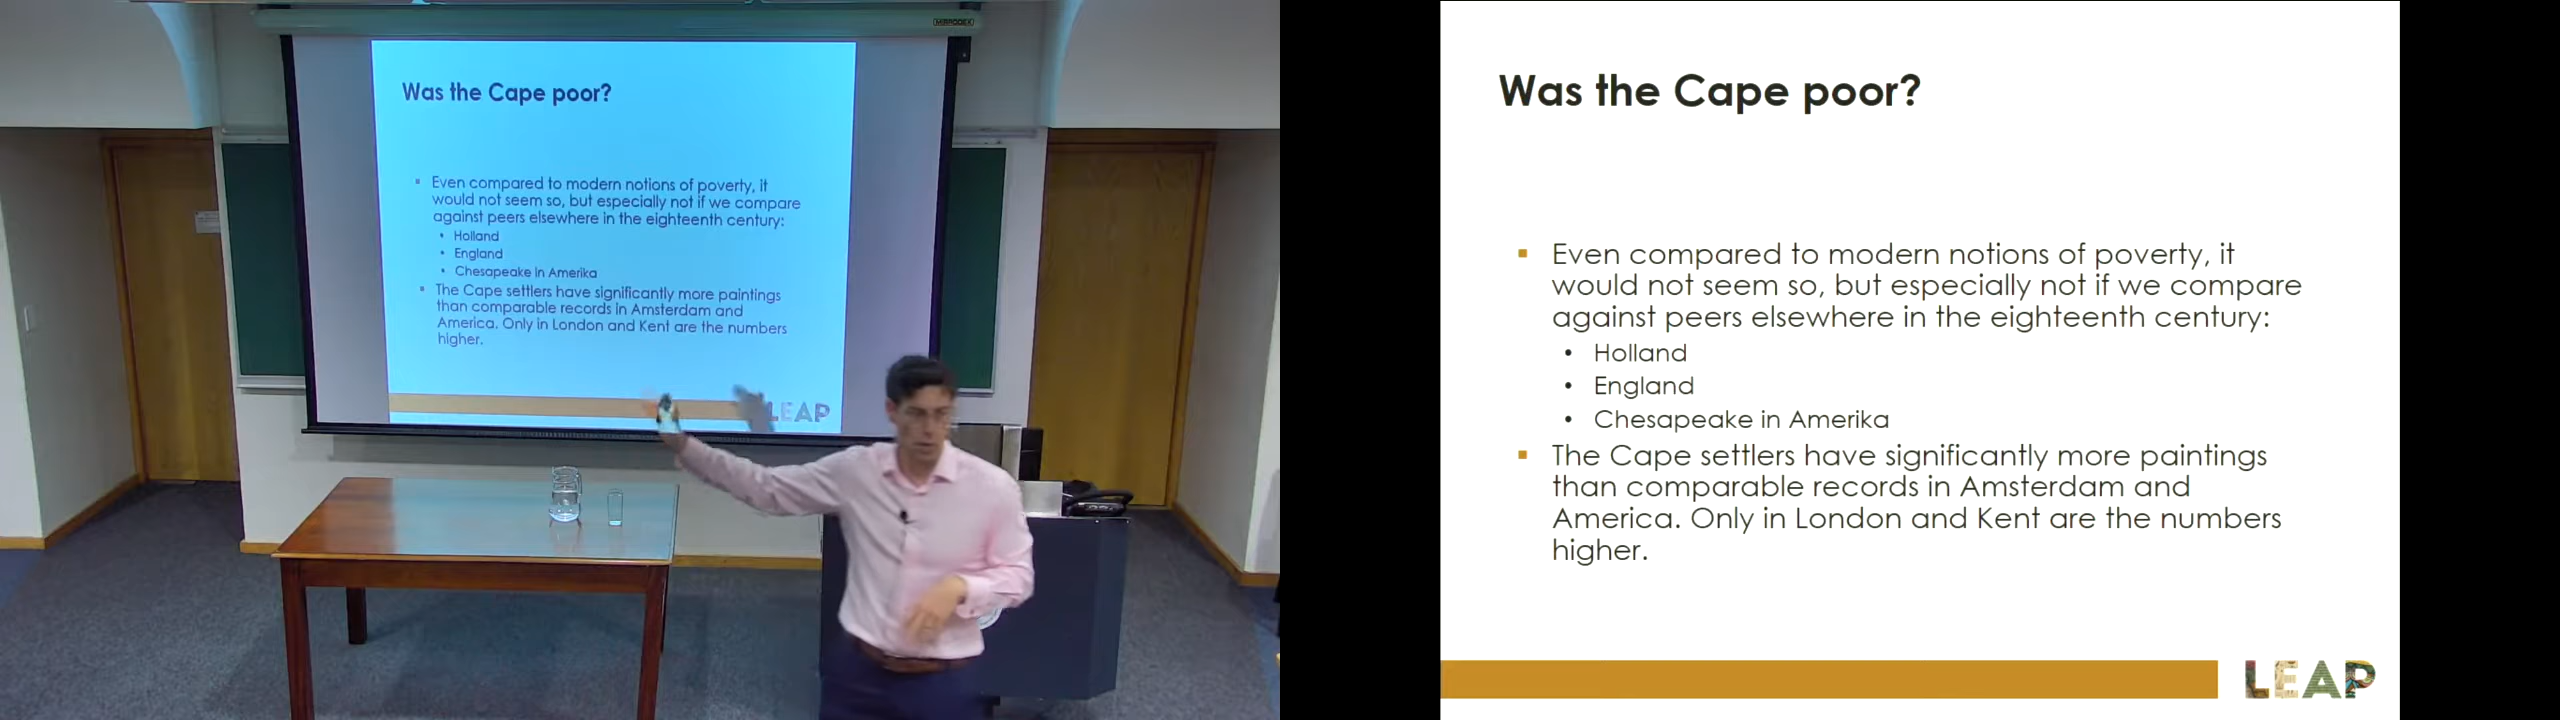 MIPRODEK
Was the Cape poor?
Even compared to modern notions of poverty, it
would not seem so, but especially not if we compare
against peers elsewhere in the eighteenth century:
Holland
England
Chesapeake in Amerika
The Cape settlers have significantly more paintings
than comparable records in Amsterdam and
America. Only in London and Kent are the numbers
higher.
LEAP
Was the Cape poor?
Even compared to modern notions of poverty, it
would not seem so, but especially not if we compare
against peers elsewhere in the eighteenth century:
Holland
England
Chesapeake in Amerika
The Cape settlers have significantly more paintings
than comparable records in Amsterdam and
America. Only in London and Kent are the numbers
higher.
LEAP